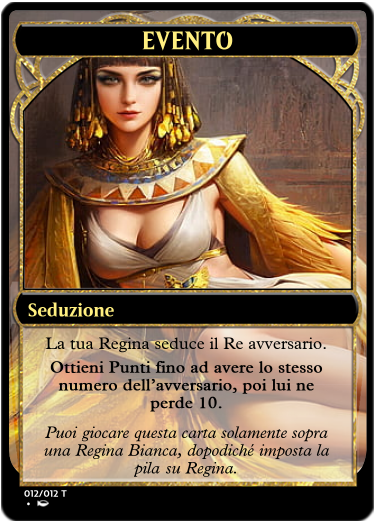 EVENTO
Seduzione
La tua Regina seduce il Re avversario.
Ottieni Punti fino ad avere lo stesso
numero dell'avversario, poi lui ne
perde 10.
Puoi giocare questa carta solamente sopra
una Regina Bianca, dopodiché imposta la
pila su Regina.
012/012 T